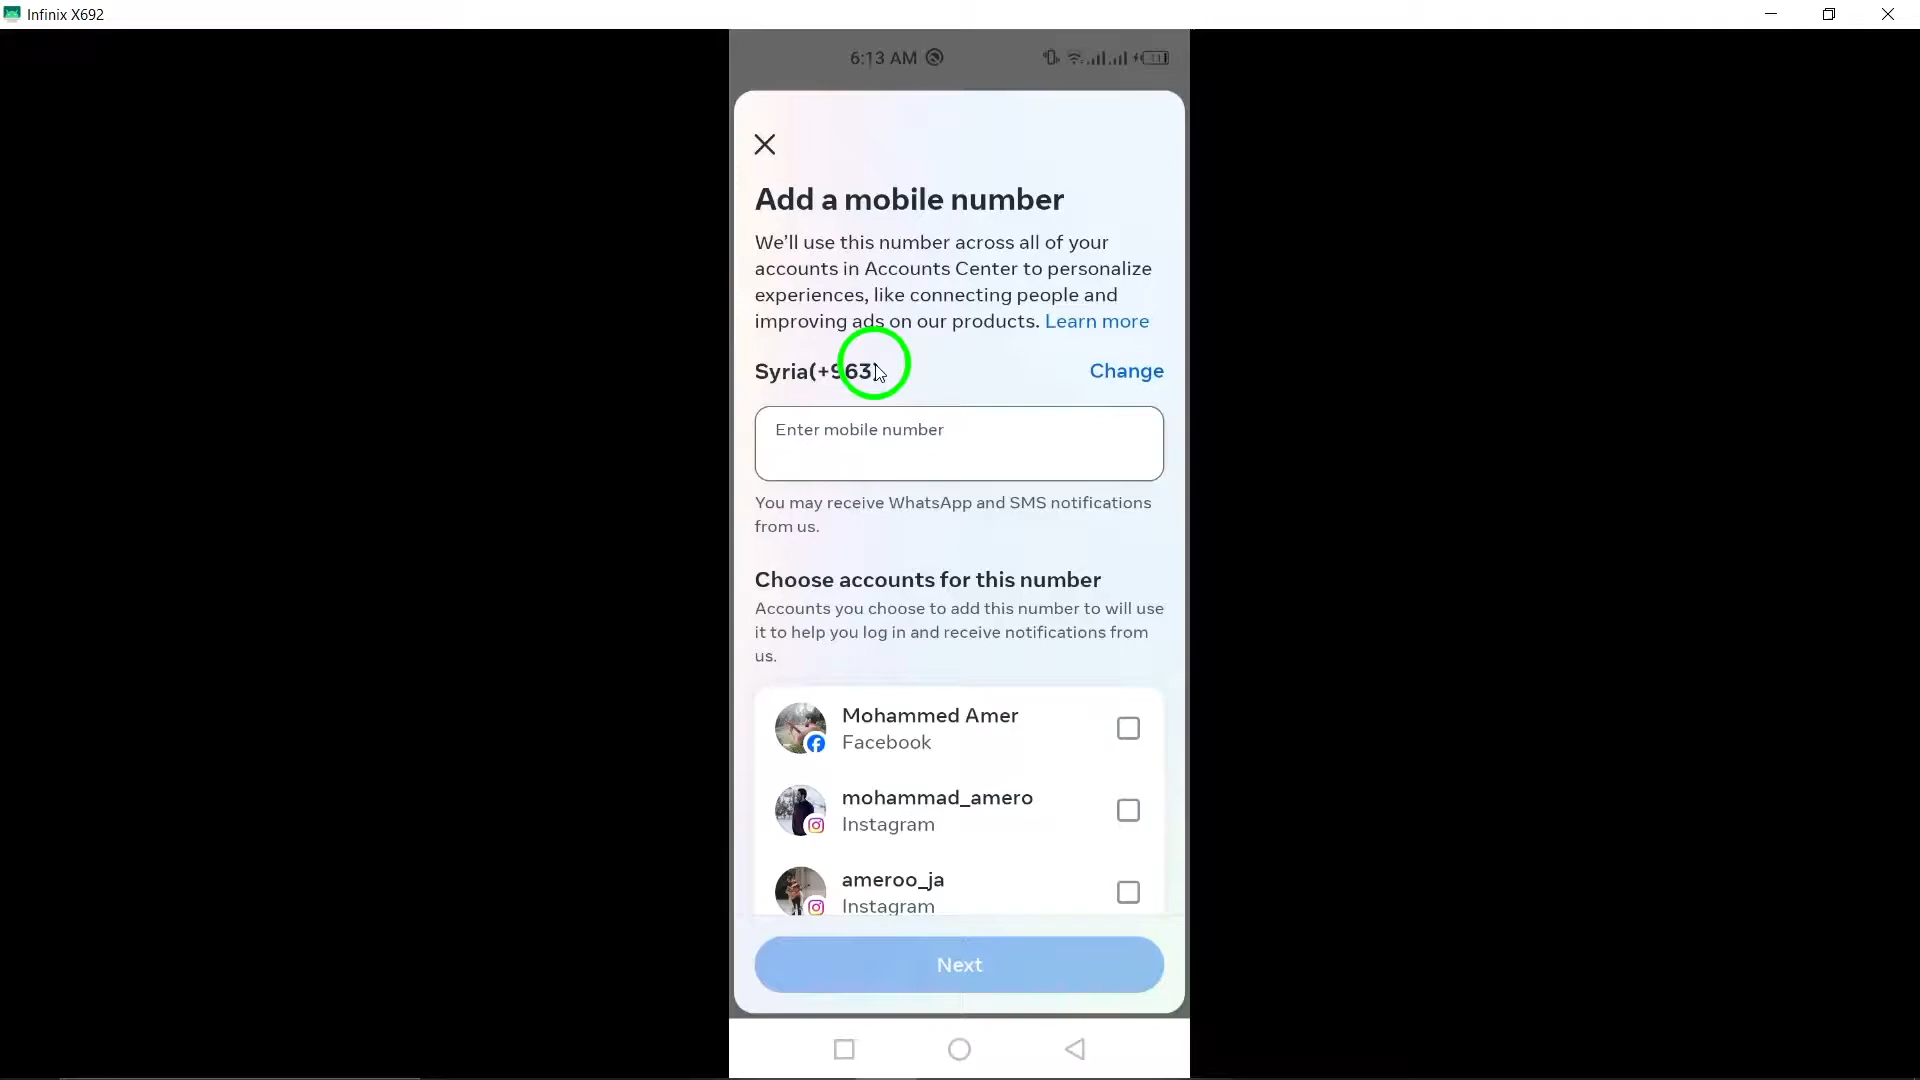 Infinix X692
6:13 AM
Add a mobile number
We'll use this number across all of your
accounts in Accounts Center to personalize
experiences, like connecting people and
improving ads on our products. Learn more
Syria(+963)
Change
Enter mobile number
You may receive WhatsApp and SMS notifications
from us.
Choose accounts for this number
Accounts you choose to add this number to will use
it to help you log in and receive notifications from
us.
Mohammed Amer
Facebook
mohammad_amero
Instagram
ameroo_ja
Instagram
Next